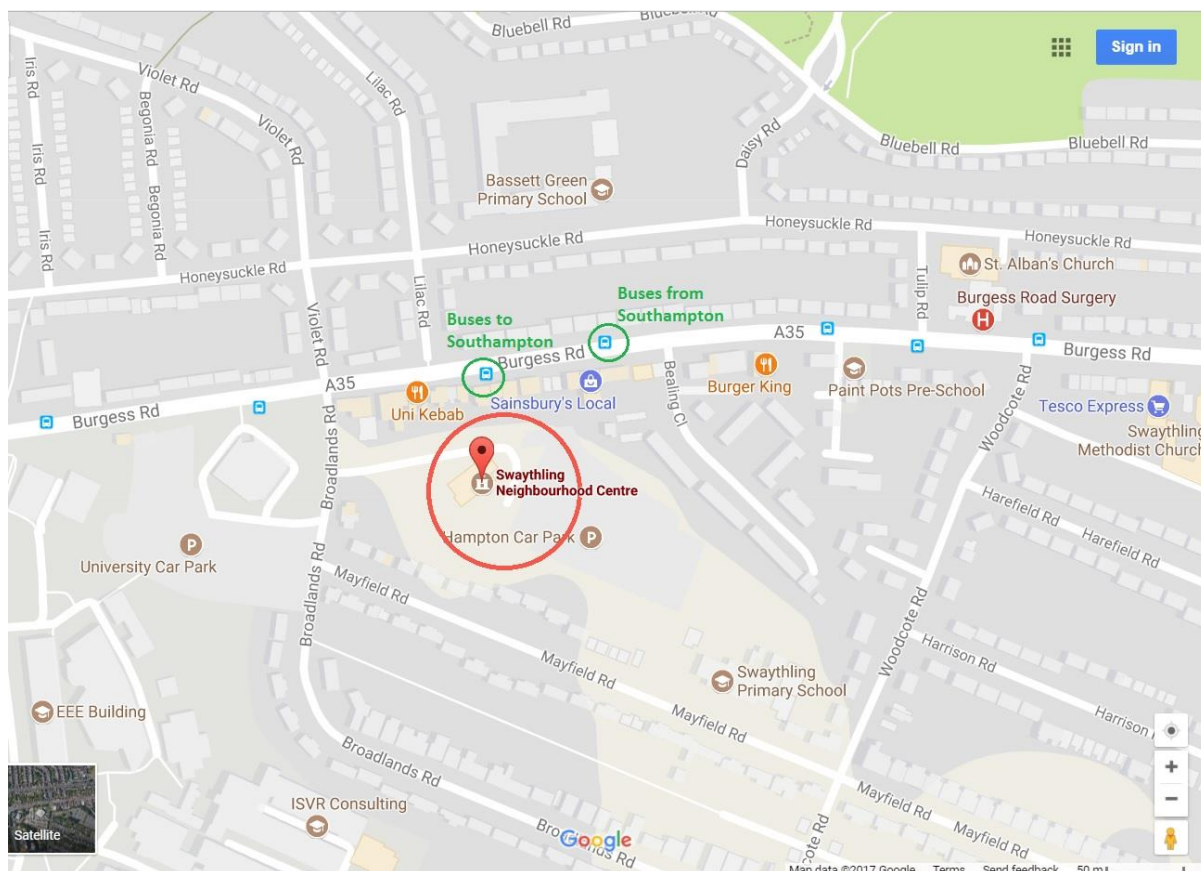 Bluebell Rd
Bluebell Rd
Sign in
Iris Rd
Violet Rd
Begonia Rd
Violet Rd
Lilac Rd
Daisy Rd
Bluebell Rd
Bluebell Rd
Bassett Green
Primary School
Iris Rd
Begonia Rd
Honeysuckle Rd
Honeysuckle Rd
Honeysuckle Rd
Honeysuckle Rd
St. Alban's Church
Lilac Rd
Tulip Rd
Buses from
Southampton
Burgess Road Surgery
H
Violet Rd
Buses to
Southampton
A35
Burgess Rd
Burgess Rd
A35
Uni Kebab
Sainsbury's Local
Bealing Cl
Burger King
Paint Pots Pre-School
Woodcote Rd
Tesco Express
Burgess Rd
Broadlands Rd
Swaythling
Methodist Church
Swaythling
Neighbourhood Centre
Harefield Rd
Harefield Rd
Hampton Car Park
P
P
University Car Park
Broadlands Rd
Mayfield Rd
Mayfield Rd
Woodcote Rd
Harrison Rd
Swaythling
Primary School
EEE Building
Mayfield Rd
Harrison Rd
Broadlands Rd
ISVR Consulting
Mayfield Rd
Satellite
Google
Broadlands Rd
Woodcote Rd
Map data ©2017 Google Terms Send feedback 50 m